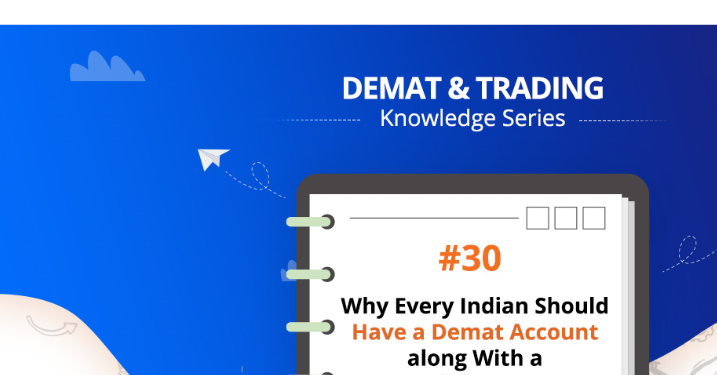 DEMAT & TRADING
Knowledge Series
#30
Why Every Indian Should
Have a Demat Account
along With a